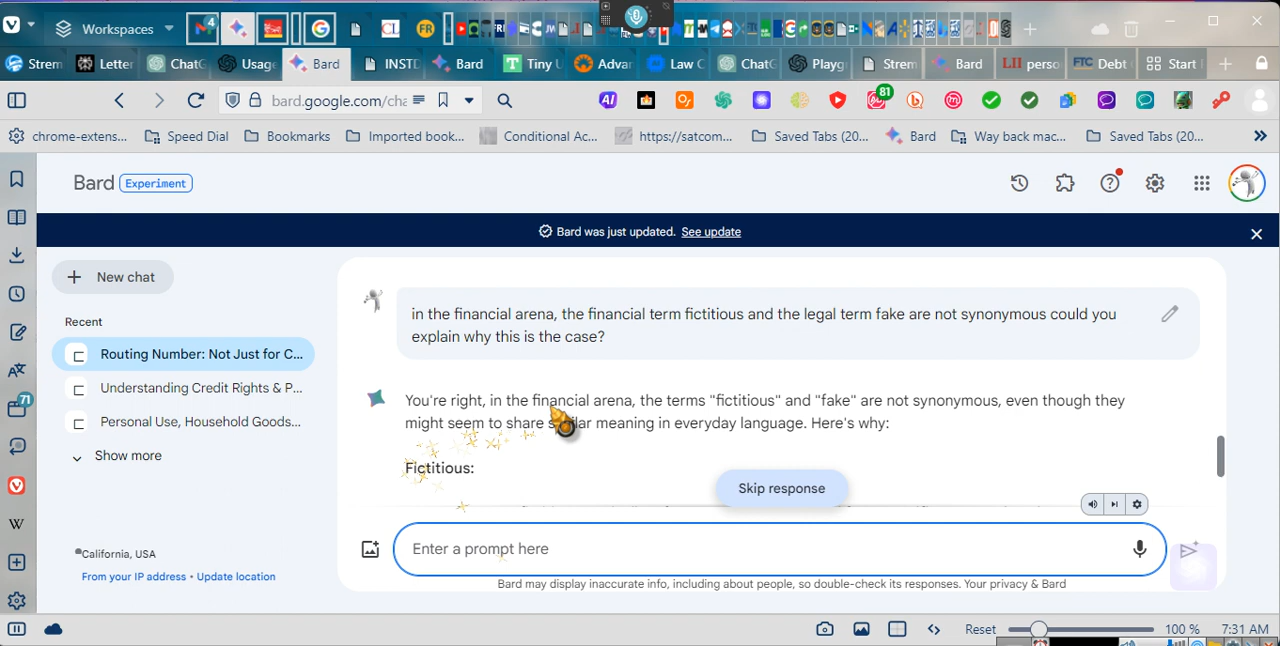 Workspaces
CL
FR
Strem
Letter
ChatG
Usage
Bard
INSTD
Bard
Tiny U
Advar
Law C
ChatG
Playg
Strem
Bard
LII perso
FTC Debt
Start
bard.google.com/cha
AI
81
chrome-extens...
Speed Dial
Bookmarks
Imported book...
Conditional Ac...
https://satcom...
Saved Tabs (20...
Bard
Way back mac...
Saved Tabs (20...
Bard Experiment
Bard was just updated. See update
New chat
Recent
Routing Number: Not Just for C...
Understanding Credit Rights & P...
Personal Use, Household Goods...
Show more
71
W
California, USA
From your IP address • Update location
in the financial arena, the financial term fictitious and the legal term fake are not synonymous could you
explain why this is the case?
You're right, in the financial arena, the terms "fictitious" and "fake" are not synonymous, even though they
might seem to share similar meaning in everyday language. Here's why:
Fictitious:
Skip response
Enter a prompt here
Bard may display inaccurate info, including about people, so double-check its responses. Your privacy & Bard
Reset
100 %
7:31 AM